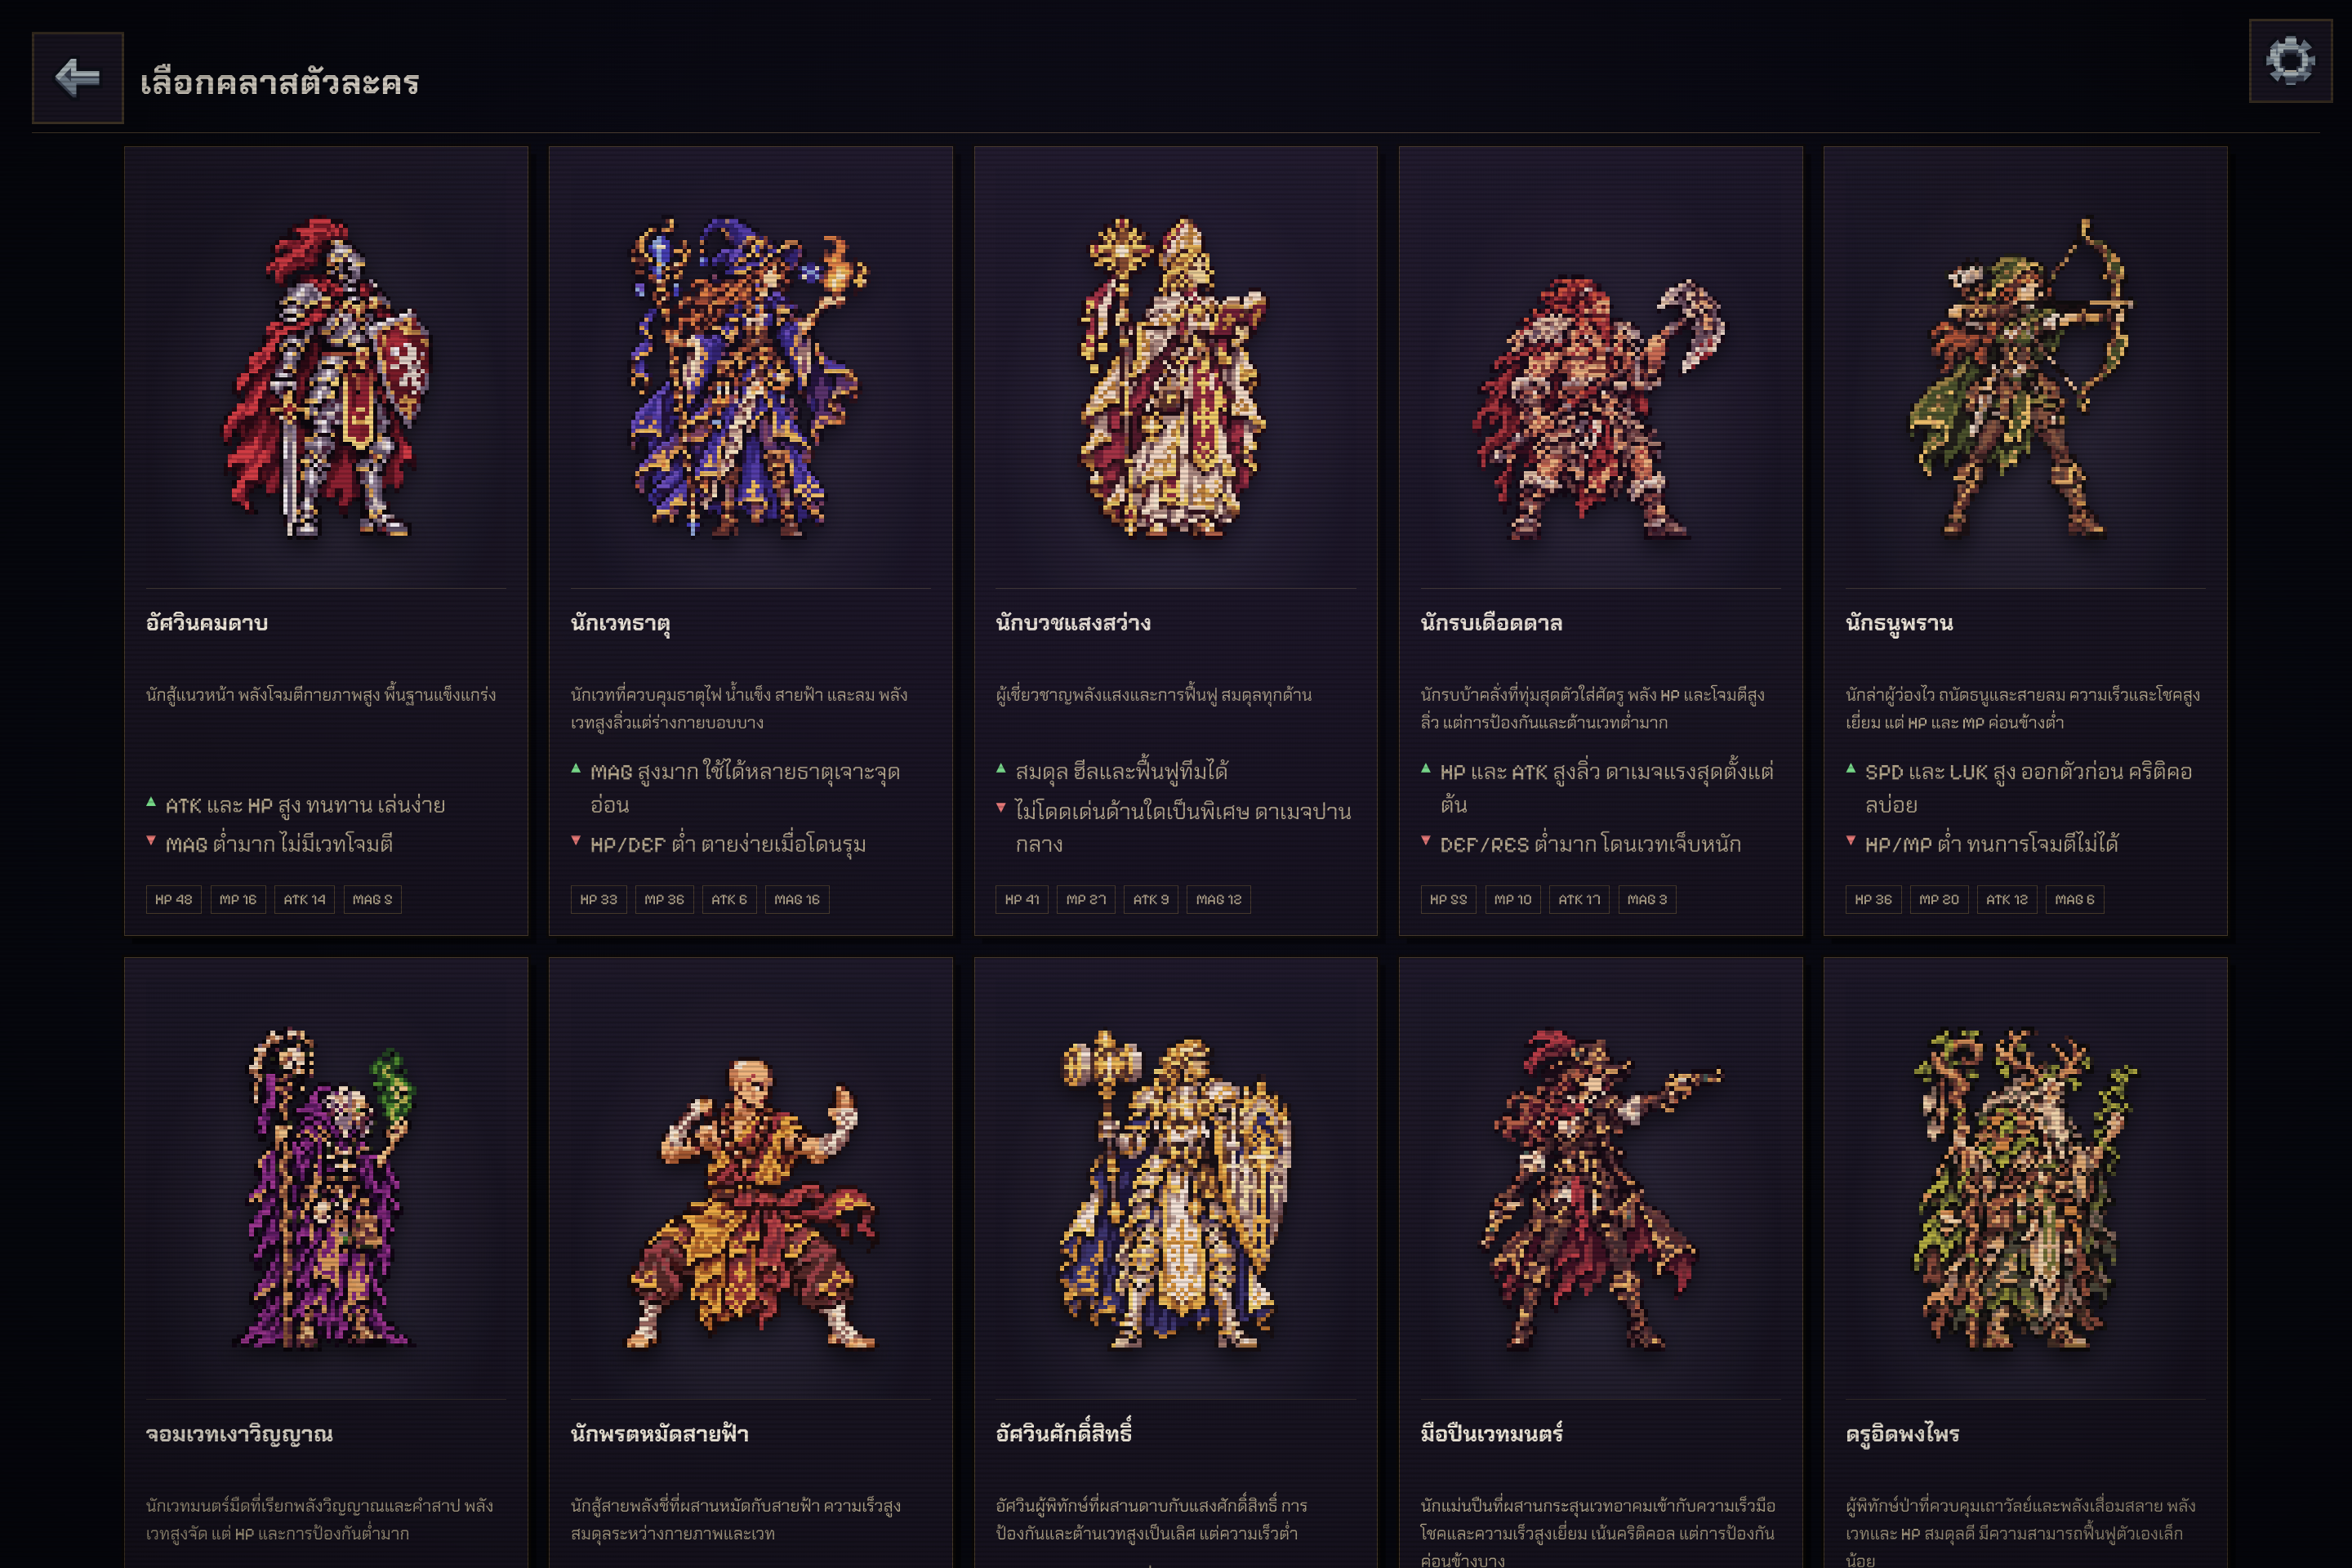 เลือกคลาสตัวละคร
อัศวินคมดาบ
นักสู้แนวหน้า พลังโจมตีกายภาพสูง พื้นฐานแข็งแกร่ง
ATK และ HP สูง ทนทาน เล่นง่าย
MAG ต่ำมาก ไม่มีเวทโจมตี
HP 48 MP 16 ATK 14 MAG 5
นักเวทธาตุ
นักเวทที่ควบคุมธาตุไฟ น้ำแข็ง สายฟ้า และลม พลัง
เวทสูงลิ่วแต่ร่างกายบอบบาง
MAG สูงมาก ใช้ได้หลายธาตุเจาะจุด
อ่อน
HP/DEF ต่ำ ตายง่ายเมื่อโดนรุม
HP 33 MP 36 ATK 6 MAG 16
นักบวชแสงสว่าง
ผู้เชี่ยวชาญพลังแสงและการฟื้นฟู สมดุลทุกด้าน
สมดุล ฮีลและฟื้นฟูทีมได้
ไม่โดดเด่นด้านใดเป็นพิเศษ ดาเมจปาน
กลาง
HP 41 MP 27 ATK 9 MAG 12
นักรบเดือดดาล
นักรบบ้าคลั่งที่ทุ่มสุดตัวใส่ศัตรู พลัง HP และโจมตีสูง
ลิ่ว แต่การป้องกันและต้านเวทต่ำมาก
HP และ ATK สูงลิ่ว ดาเมจแรงสุดตั้งแต่
ต้น
DEF/RES ต่ำมาก โดนเวทเจ็บหนัก
HP 55 MP 10 ATK 17 MAG 3
นักธนูพราน
นักล่าผู้ว่องไว ถนัดธนูและสายลม ความเร็วและโชคสูง
เยี่ยม แต่ HP และ MP ค่อนข้างต่ำ
SPD และ LUK สูง ออกตัวก่อน คริติคอ
ลบ่อย
HP/MP ต่ำ ทนการโจมตีไม่ได้
HP 36 MP 20 ATK 12 MAG 6
จอมเวทเงาวิญญาณ
นักเวทมนตร์มืดที่เรียกพลังวิญญาณและคำสาป พลัง
เวทสูงจัด แต่ HP และการป้องกันต่ำมาก
นักพรตหมัดสายฟ้า
นักสู้สายพลังชี่ที่ผสานหมัดกับสายฟ้า ความเร็วสูง
สมดุลระหว่างกายภาพและเวท
อัศวินศักดิ์สิทธิ์
อัศวินผู้พิทักษ์ที่ผสานดาบกับแสงศักดิ์สิทธิ์ การ
ป้องกันและต้านเวทสูงเป็นเลิศ แต่ความเร็วต่ำ
มือปืนเวทมนตร์
นักแม่นปืนที่ผสานกระสุนเวทอาคมเข้ากับความเร็วมือ
โชคและความเร็วสูงเยี่ยม เน้นคริติคอล แต่การป้องกัน
ค่อนข้างบาง
ดรูอิดพงไพร
ผู้พิทักษ์ป่าที่ควบคุมเถาวัลย์และพลังเสื่อมสลาย พลัง
เวทและ HP สมดุลดี มีความสามารถฟื้นฟูตัวเองเล็ก
น้อย